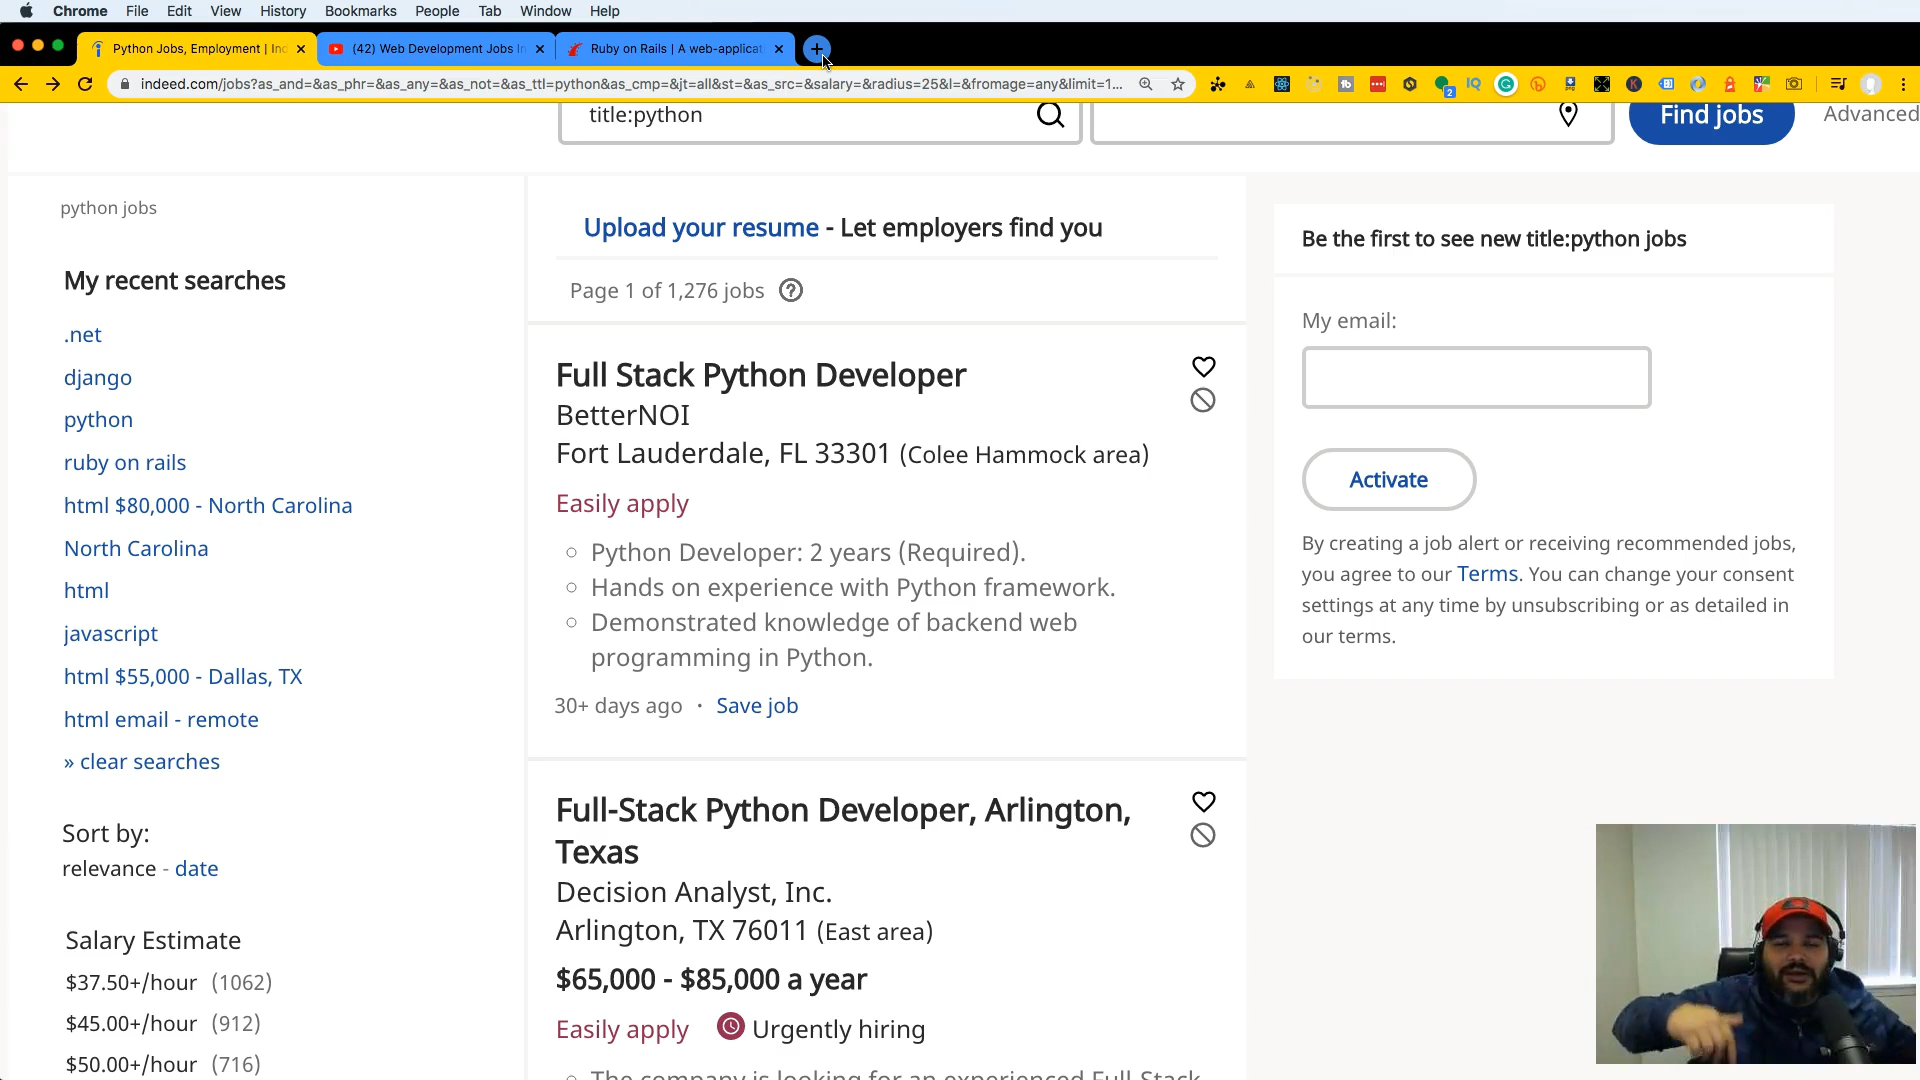 Chrome File Edit View History Bookmarks People Tab Window Help
Python Jobs, Employment | Ind
(42) Web Development Jobs In
Ruby on Rails | A web-applicat
indeed.com/jobs?as_and=&as_phr=&as_any=&as_not=&as_ttl=python&as_cmp=&jt=all&st=&as_src=&salary=&radius=25&l=&fromage=any&limit=1...
title:python
Find jobs
Advanced
python jobs
My recent searches
.net
django
python
ruby on rails
html $80,000 - North Carolina
North Carolina
html
javascript
html $55,000 - Dallas, TX
html email - remote
» clear searches
Sort by:
relevance - date
Salary Estimate
$37.50+/hour (1062)
$45.00+/hour (912)
$50.00+/hour (716)
Upload your resume - Let employers find you
Page 1 of 1,276 jobs
Full Stack Python Developer
BetterNOI
Fort Lauderdale, FL 33301 (Colee Hammock area)
Easily apply
Python Developer: 2 years (Required).
Hands on experience with Python framework.
Demonstrated knowledge of backend web
programming in Python.
30+ days ago · Save job
Full-Stack Python Developer, Arlington,
Texas
Decision Analyst, Inc.
Arlington, TX 76011 (East area)
$65,000 - $85,000 a year
Easily apply Urgently hiring
The company is looking for an experienced Full-Stack
Be the first to see new title:python jobs
My email:
Activate
By creating a job alert or receiving recommended jobs,
you agree to our Terms. You can change your consent
settings at any time by unsubscribing or as detailed in
our terms.